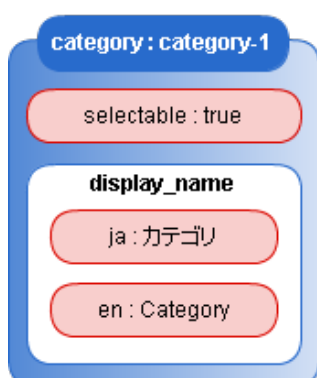 category : category-1
selectable : true
display_name
ja : カテゴリ
en : Category